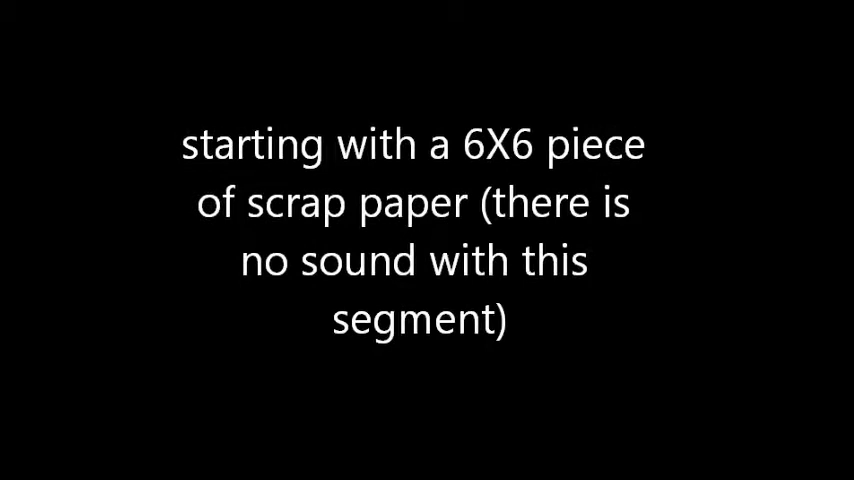 starting with a 6X6 piece
of scrap paper (there is
no sound with this
segment)